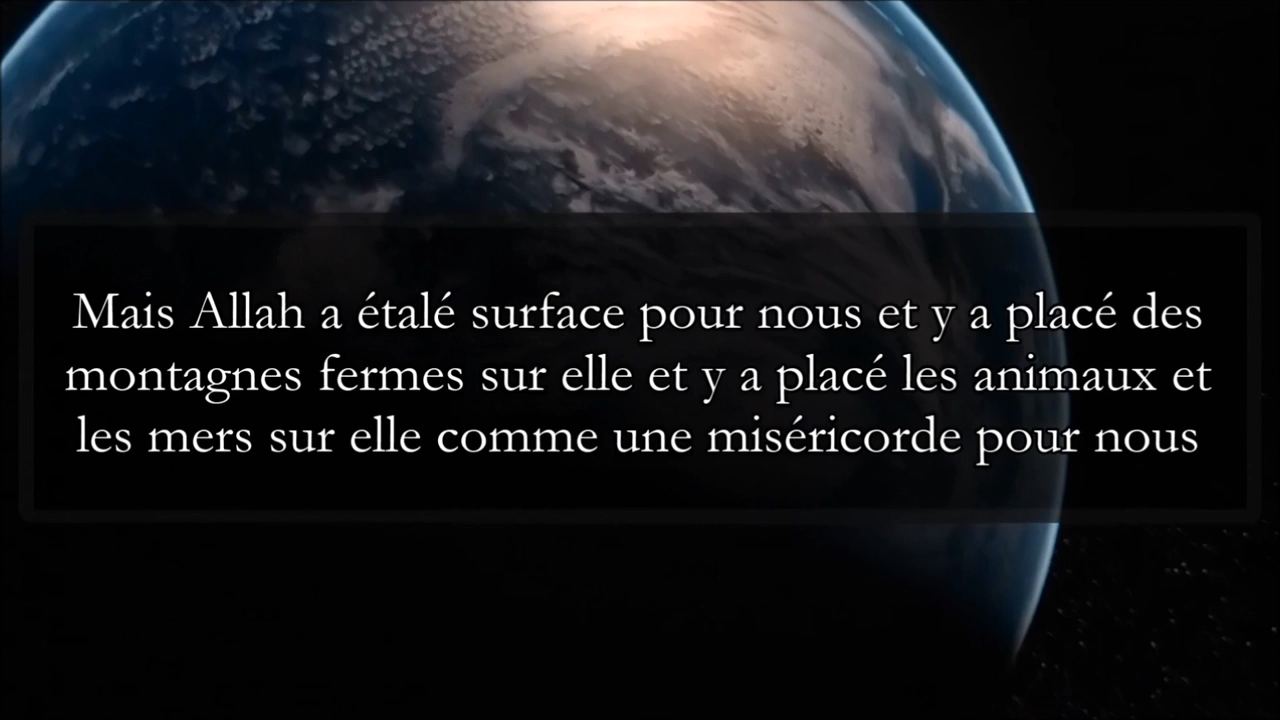 Mais Allah a étalé surface pour nous et y a placé des
montagnes fermes sur elle et y a placé les animaux et
les mers sur elle comme une miséricorde pour nous